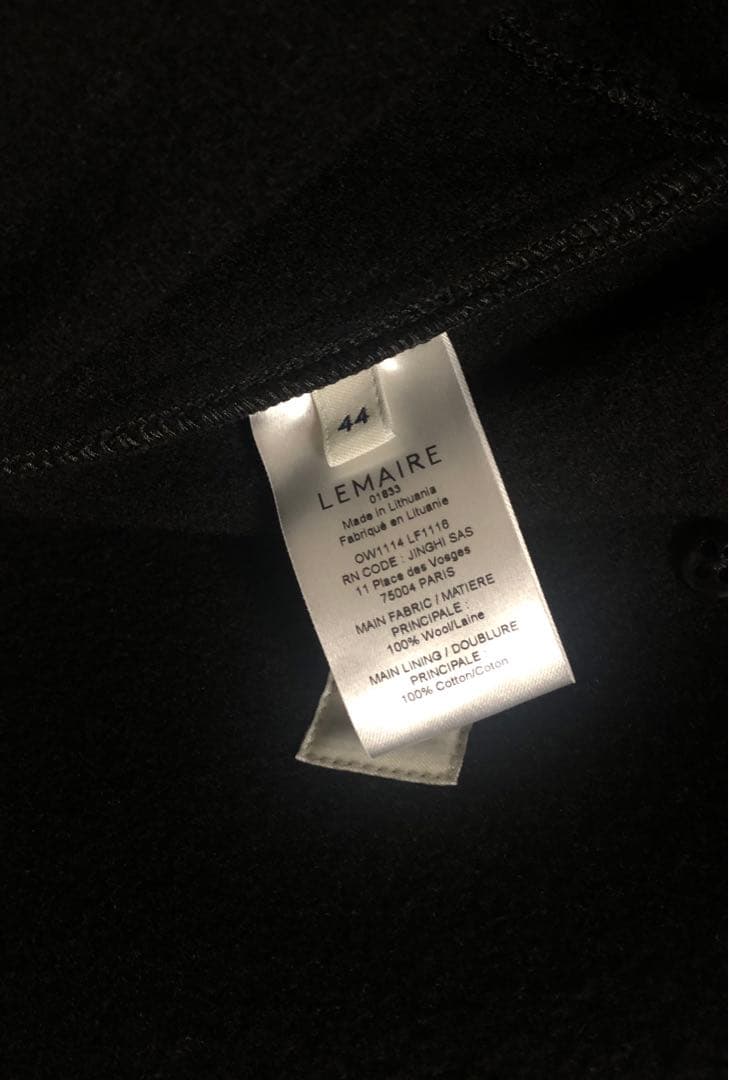 44
LEMAIRE
01833
Made in Lithuania
Fabriqué en Lituanie
OW1114 LF1116
RN CODE : JINGHI SAS
11 Place des Vosges
75004 PARIS
MAIN FABRIC / MATIERE
PRINCIPALE :
100% Wool/Laine
MAIN LINING / DOUBLURE
PRINCIPALE :
100% Cotton/Coton